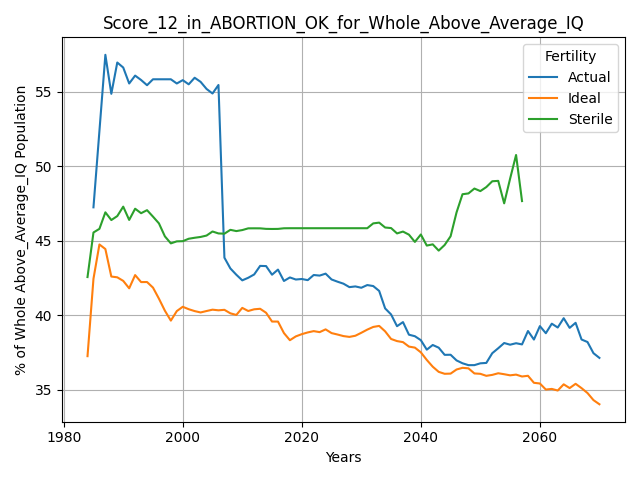 Score_12_in_ABORTION_OK_for_Whole_Above_Average_IQ
% of Whole Above_Average_IQ Population
55
50
45
40
35
Fertility
Actual
Ideal
Sterile
1980 2000 2020 2040 2060
Years